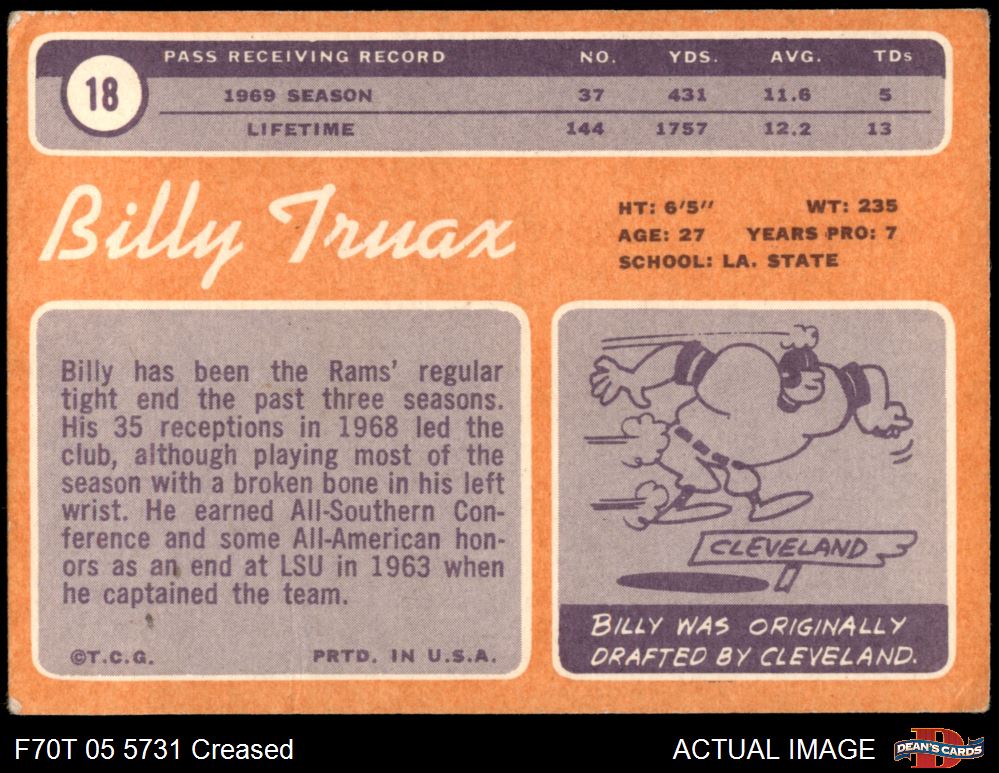 18
PASS RECEIVING RECORD NO. YDS. AVG. TDs
1969 SEASON 37 431 11.6 5
LIFETIME 144 1757 12.2 13
Billy Truax
HT: 6'5" WT: 235
AGE: 27 YEARS PRO: 7
SCHOOL: LA. STATE
Billy has been the Rams' regular
tight end the past three seasons.
His 35 receptions in 1968 led the
club, although playing most of the
season with a broken bone in his left
wrist. He earned All-Southern Con-
ference and some All-American hon-
ors as an end at LSU in 1963 when
he captained the team.
©T.C.G. PRTD. IN U.S.A.
CLEVELAND
BILLY WAS ORIGINALLY
DRAFTED BY CLEVELAND.
F70T 05 5731 Creased ACTUAL IMAGE
DEAN'S CARDS